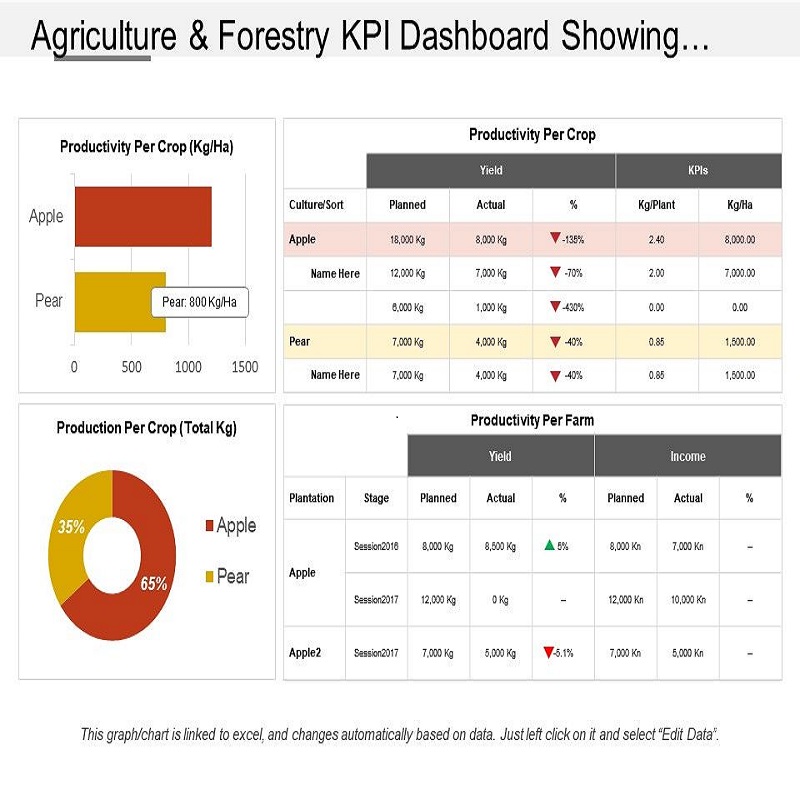 Agriculture & Forestry KPI Dashboard Showing...
Productivity Per Crop (Kg/Ha)
Apple
Pear
Pear: 800 Kg/Ha
0 500 1000 1500
Productivity Per Crop
Yield KPIs
Culture/Sort Planned Actual % Kg/Plant Kg/Ha
Apple 18,000 Kg 8,000 Kg -135% 2.40 8,000.00
Name Here 12,000 Kg 7,000 Kg -70% 2.00 7,000.00
6,000 Kg 1,000 Kg -430% 0.00 0.00
Pear 7,000 Kg 4,000 Kg -40% 0.85 1,500.00
Name Here 7,000 Kg 4,000 Kg -40% 0.85 1,500.00
Production Per Crop (Total Kg)
35%
65%
Apple
Pear
Productivity Per Farm
Yield Income
Plantation Stage Planned Actual % Planned Actual %
Apple
Session2016 8,000 Kg 8,500 Kg 5% 8,000 Kn 7,000 Kn –
Session2017 12,000 Kg 0 Kg – 12,000 Kn 10,000 Kn –
Apple2 Session2017 7,000 Kg 5,000 Kg -5.1% 7,000 Kn 5,000 Kn –
This graph/chart is linked to excel, and changes automatically based on data. Just left click on it and select “Edit Data”.